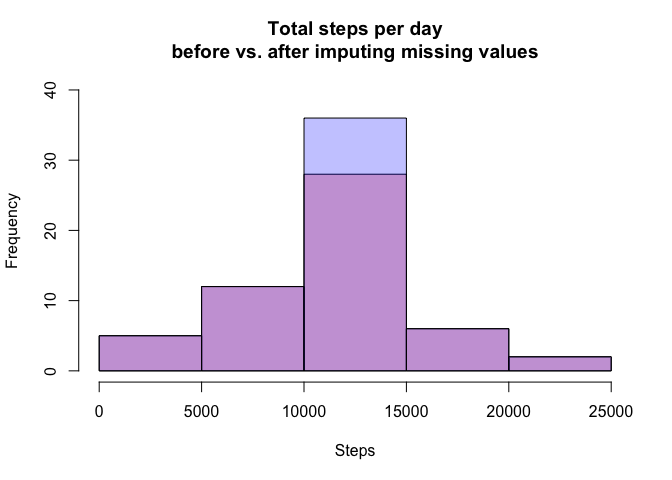 Total steps per day
before vs. after imputing missing values
Frequency
40
30
20
10
0
0 5000 10000 15000 20000 25000
Steps